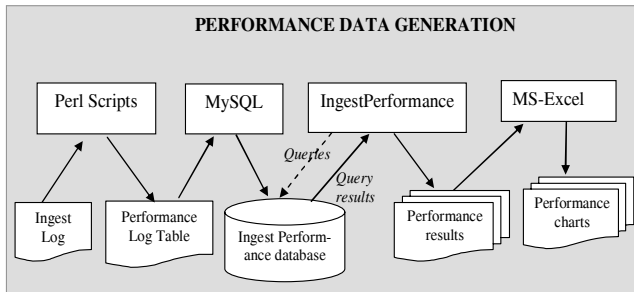 PERFORMANCE DATA GENERATION
Perl Scripts
MySQL
IngestPerformance
MS-Excel
Queries
Query
results
Ingest
Log
Performance
Log Table
Ingest Perform-
ance database
Performance
results
Performance
charts